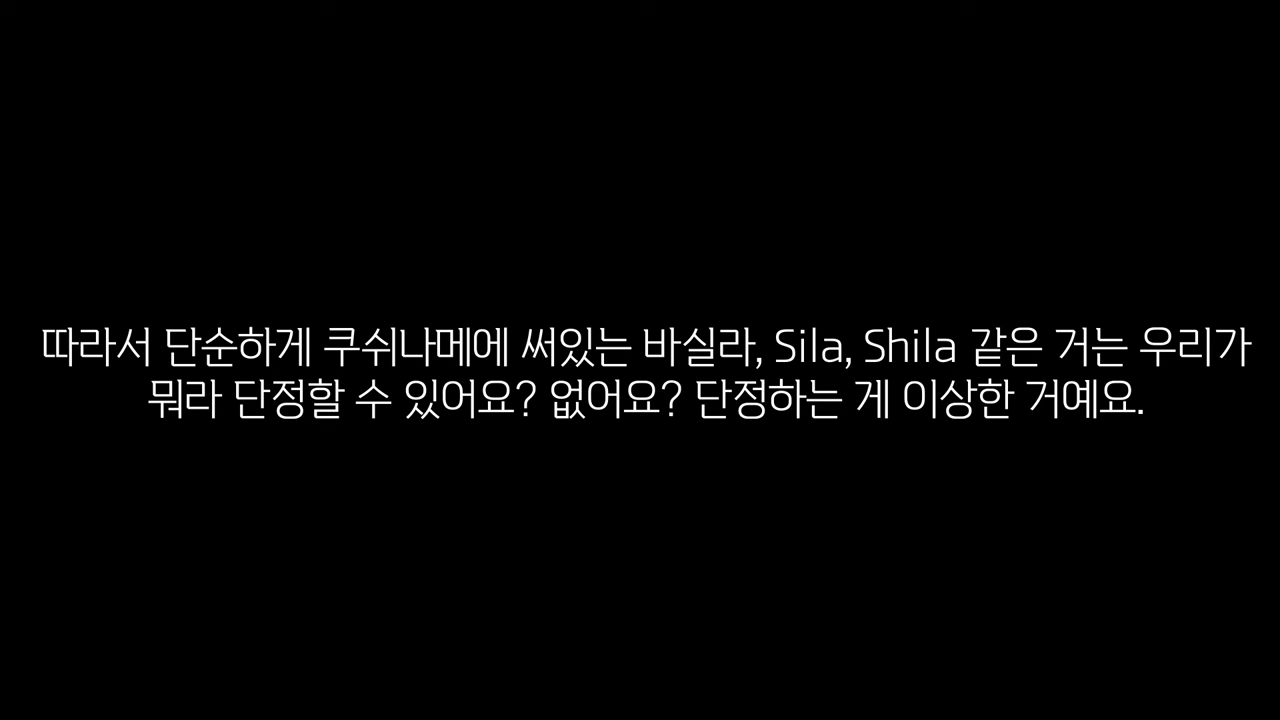 따라서 단순하게 쿠쉬나메에 써있는 바실라, Sila, Shila 같은 거는 우리가
뭐라 단정할 수 있어요? 없어요? 단정하는 게 이상한 거예요.